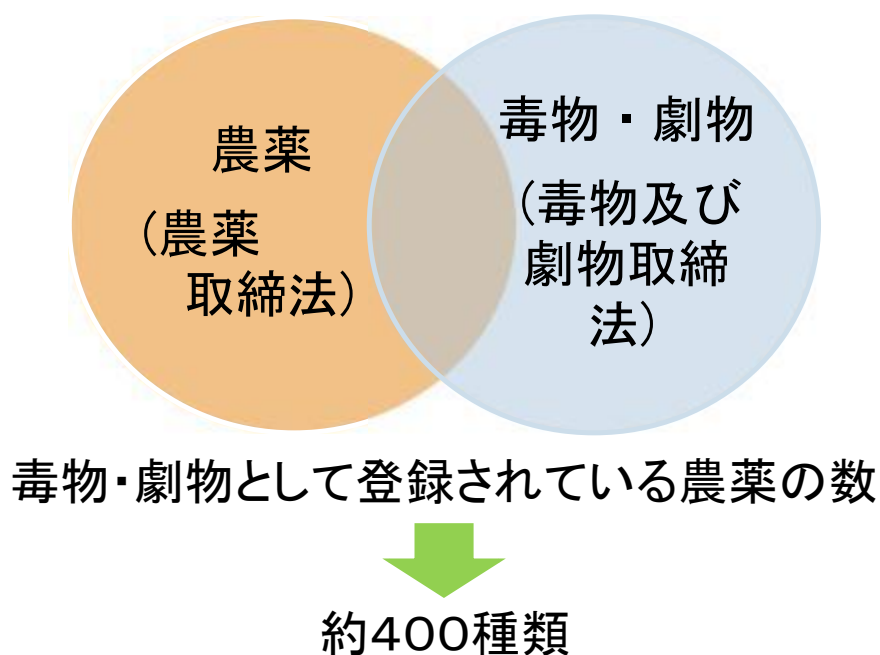 農薬
（農薬
取締法）
毒物・劇物
（毒物及び
劇物取締
法）
毒物・劇物として登録されている農薬の数
約４００種類